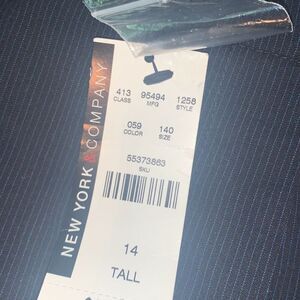 413 95494 1258
CLASS MFG STYLE
059 140
COLOR SIZE
55373863
SKU
NEW YORK & COMPANY
14
TALL